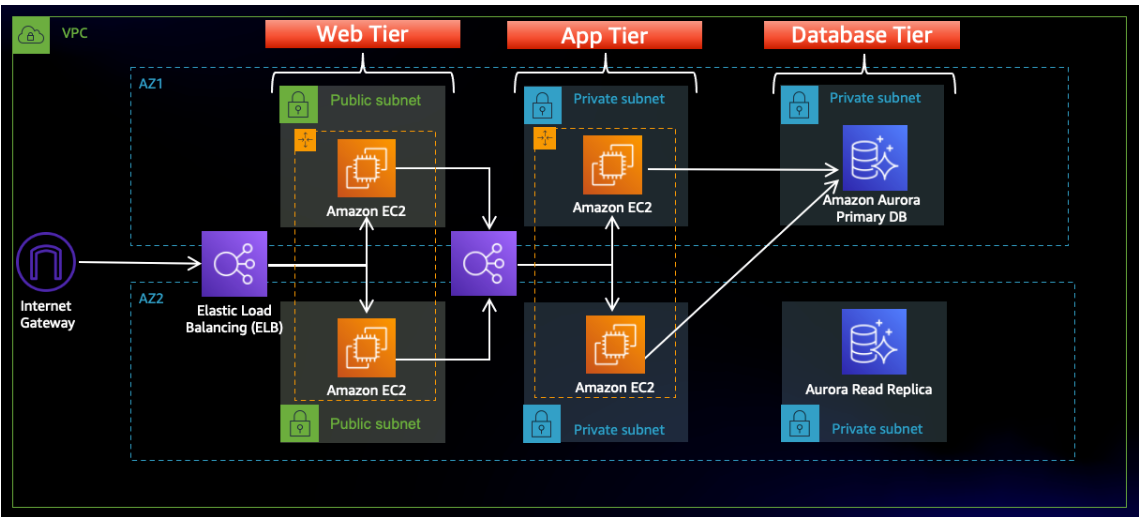 VPC
Web Tier
App Tier
Database Tier
AZ1
Public subnet
Private subnet
Private subnet
Amazon EC2
Amazon EC2
Amazon Aurora
Primary DB
Internet
Gateway
Elastic Load
Balancing (ELB)
AZ2
Amazon EC2
Amazon EC2
Aurora Read Replica
Public subnet
Private subnet
Private subnet